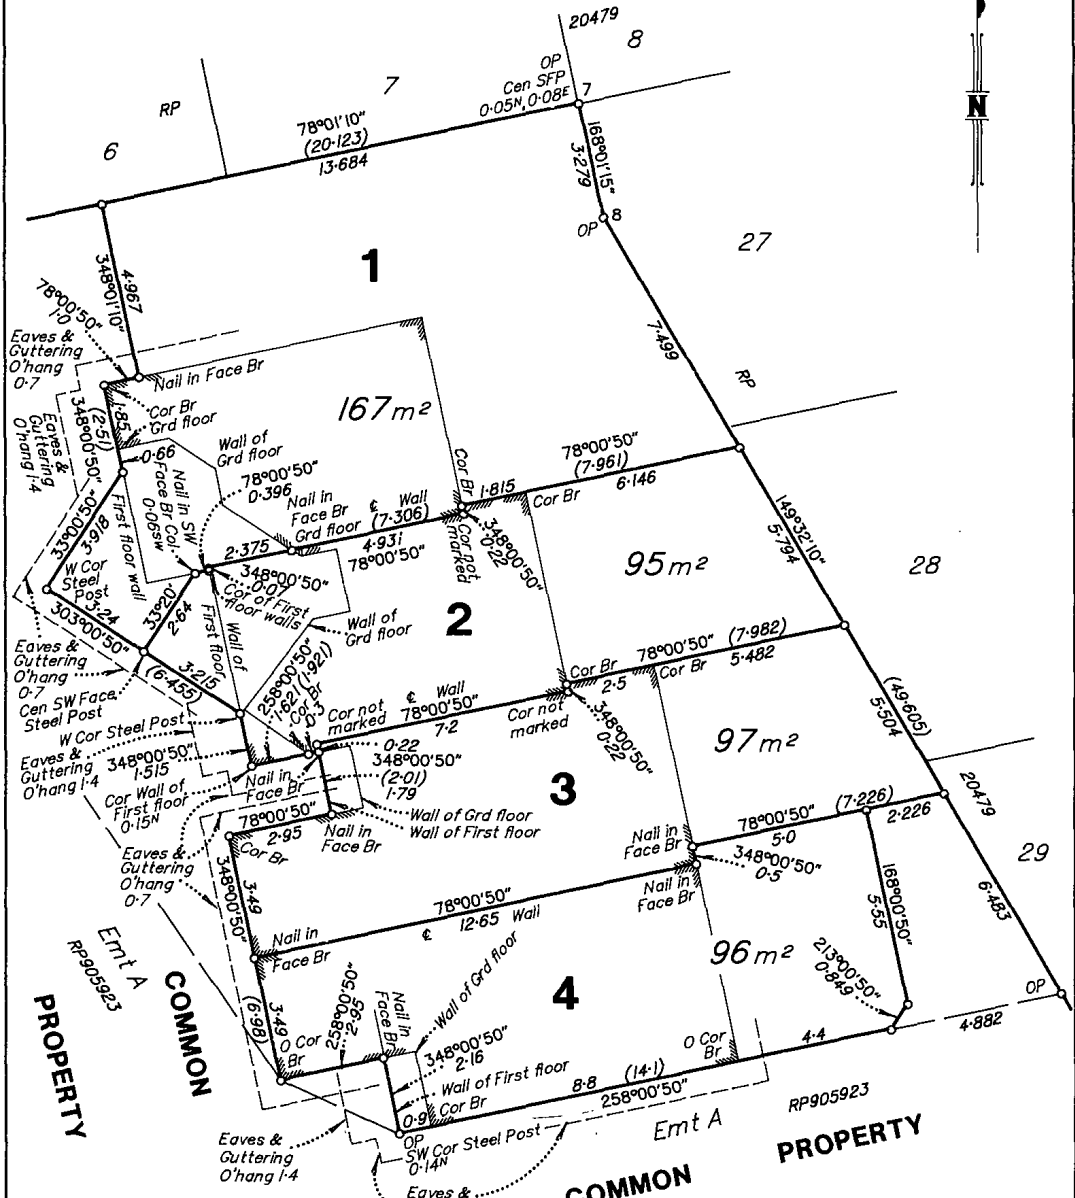 20479
8
OP
Cen SFP
0·05N, 0·08E
7
7
RP
6
78°01'10"
(20·123)
13·684
168°01'15"
3·279
OP
8
N
27
1
4·967
348°01'10"
78°00'50"
1·0
Eaves &
Guttering
O'hang
0·7
Nail in Face Br
Cor Br
Grd floor
1·85
(2·51)
348°00'50"
Eaves &
Guttering
O'hang 1·4
0·66
167m²
Wall of
Grd floor
7·499
RP
78°00'50"
0·396
Nail in SW
Face Br Col
0·06SW
Nail in
Face Br
Grd floor
℄ Wall
(7·306)
4·931
78°00'50"
Cor Br
1·815
Cor Br
78°00'50"
(7·961)
6·146
Cor not
marked
348°00'50"
0·22
33°00'50"
3·918
First floor wall
2·375
348°00'50"
0·07
Cor of First
floor walls
W Cor
Steel
Post
3·24
303°00'50"
33°20'
2·64
Wall of
First floor
2
95m²
149°32'10"
5·794
28
Wall of
Grd floor
Eaves &
Guttering
O'hang
0·7
Cen SW Face
Steel Post
(6·455)
3·215
258°00'50"
1·621 (1·921)
Cor Br
0·3
Cor not
marked
℄ Wall
78°00'50"
7·2
Cor Br
2·5
Cor Br
78°00'50"
(7·982)
5·482
Cor not
marked
348°00'50"
0·22
W Cor Steel Post
Eaves &
Guttering
O'hang 1·4
348°00'50"
1·515
Cor Wall of
First floor
0·15N
Nail in
Face Br
0·22
348°00'50"
(2·01)
1·79
(49·605)
5·504
97m²
20479
3
Wall of Grd floor
Wall of First floor
78°00'50"
2·95
Cor Br
Nail in
Face Br
Eaves &
Guttering
O'hang
0·7
348°00'50"
3·49
Nail in
Face Br
78°00'50"
5·0
(7·226)
2·226
348°00'50"
0·5
Nail in
Face Br
29
6·483
78°00'50"
12·65 Wall
℄
Nail in
Face Br
168°00'50"
5·55
Emt A
RP905923
COMMON
PROPERTY
(6·98)
3·49
O Cor
Br
258°00'50"
2·95
Nail in
Face Br
Wall of Grd floor
4
96m²
213°00'50"
0·849
OP
348°00'50"
2·16
Wall of First floor
Cor Br
0·9
O Cor
Br
4·4
4·882
8·8
(14·1)
258°00'50"
OP
SW Cor Steel Post
0·14N
Eaves &
Guttering
O'hang 1·4
Emt A
RP905923
COMMON
PROPERTY
Eaves &